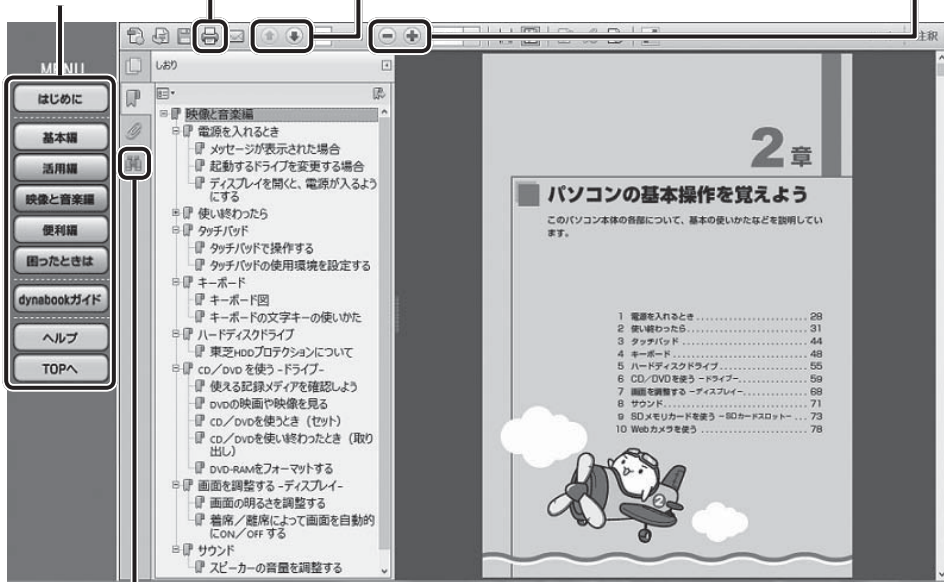 MENU
はじめに
基本編
活用編
映像と音楽編
便利編
困ったときは
dynabookガイド
ヘルプ
TOPへ
注釈
しおり
映像と音楽編
電源を入れるとき
メッセージが表示された場合
起動するドライブを変更する場合
ディスプレイを開くと、電源が入るよう
にする
使い終わったら
タッチパッド
タッチパッドで操作する
タッチパッドの使用環境を設定する
キーボード
キーボード図
キーボードの文字キーの使いかた
ハードディスクドライブ
東芝HDDプロテクションについて
CD/DVD を使う -ドライブ-
使える記録メディアを確認しよう
DVDの映画や映像を見る
CD/DVDを使うとき (セット)
CD/DVDを使い終わったとき (取り
出し)
DVD-RAMをフォーマットする
画面を調整する -ディスプレイ-
画面の明るさを調整する
着席/離席によって画面を自動的
にON/OFF する
サウンド
スピーカーの音量を調整する
2章
パソコンの基本操作を覚えよう
このパソコン本体の各部について、基本の使いかたなどを説明してい
ます。
1 電源を入れるとき ........................ 29
2 使い終わったら ........................ 31
3 タッチパッド ........................ 44
4 キーボード ........................ 48
5 ハードディスクドライブ ........................ 55
6 CD/DVDを使う -ドライブ- ........................ 59
7 画面を調整する -ディスプレイ- ........................ 68
8 サウンド ........................ 71
9 SDメモリカードを使う -SDカードスロット- ... 73
10 Webカメラを使う ........................ 78
2